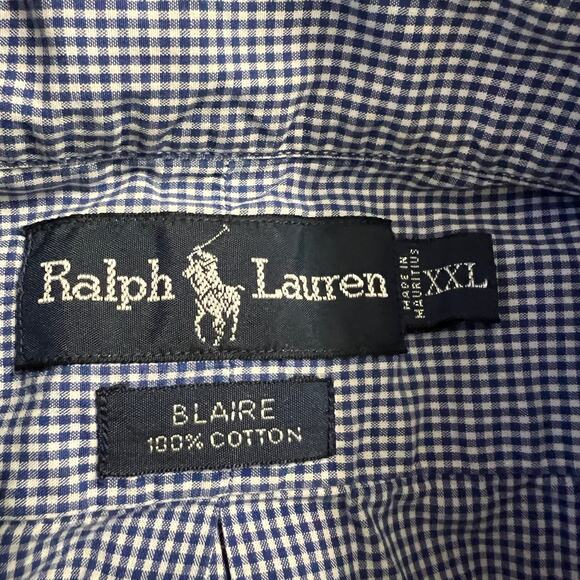 Ralph Lauren
MADE IN
MAURITIUS
XXL
BLAIRE
100% COTTON